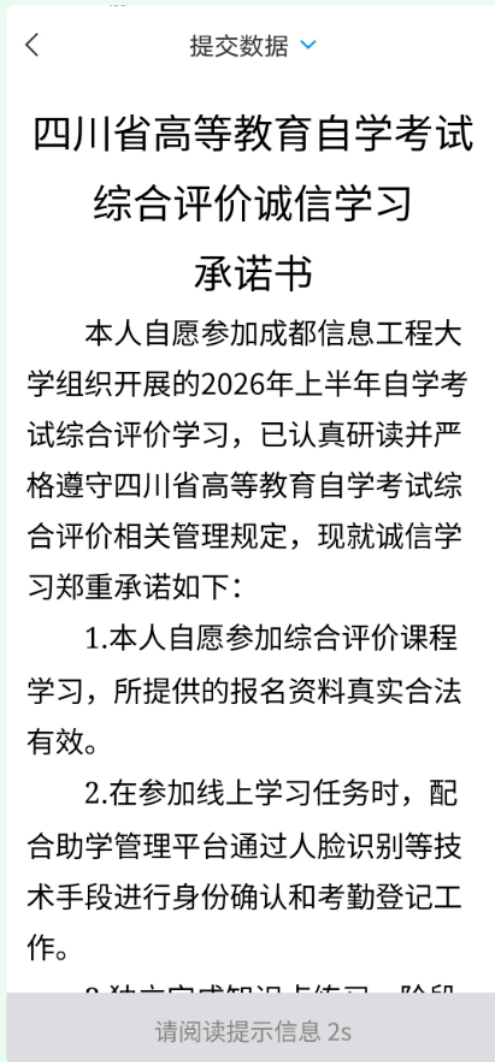 提交数据
四川省高等教育自学考试
综合评价诚信学习
承诺书
本人自愿参加成都信息工程大
学组织开展的2026年上半年自学考
试综合评价学习，已认真研读并严
格遵守四川省高等教育自学考试综
合评价相关管理规定，现就诚信学
习郑重承诺如下：
1.本人自愿参加综合评价课程
学习，所提供的报名资料真实合法
有效。
2.在参加线上学习任务时，配
合助学管理平台通过人脸识别等技
术手段进行身份确认和考勤登记工
作。
请阅读提示信息 2s